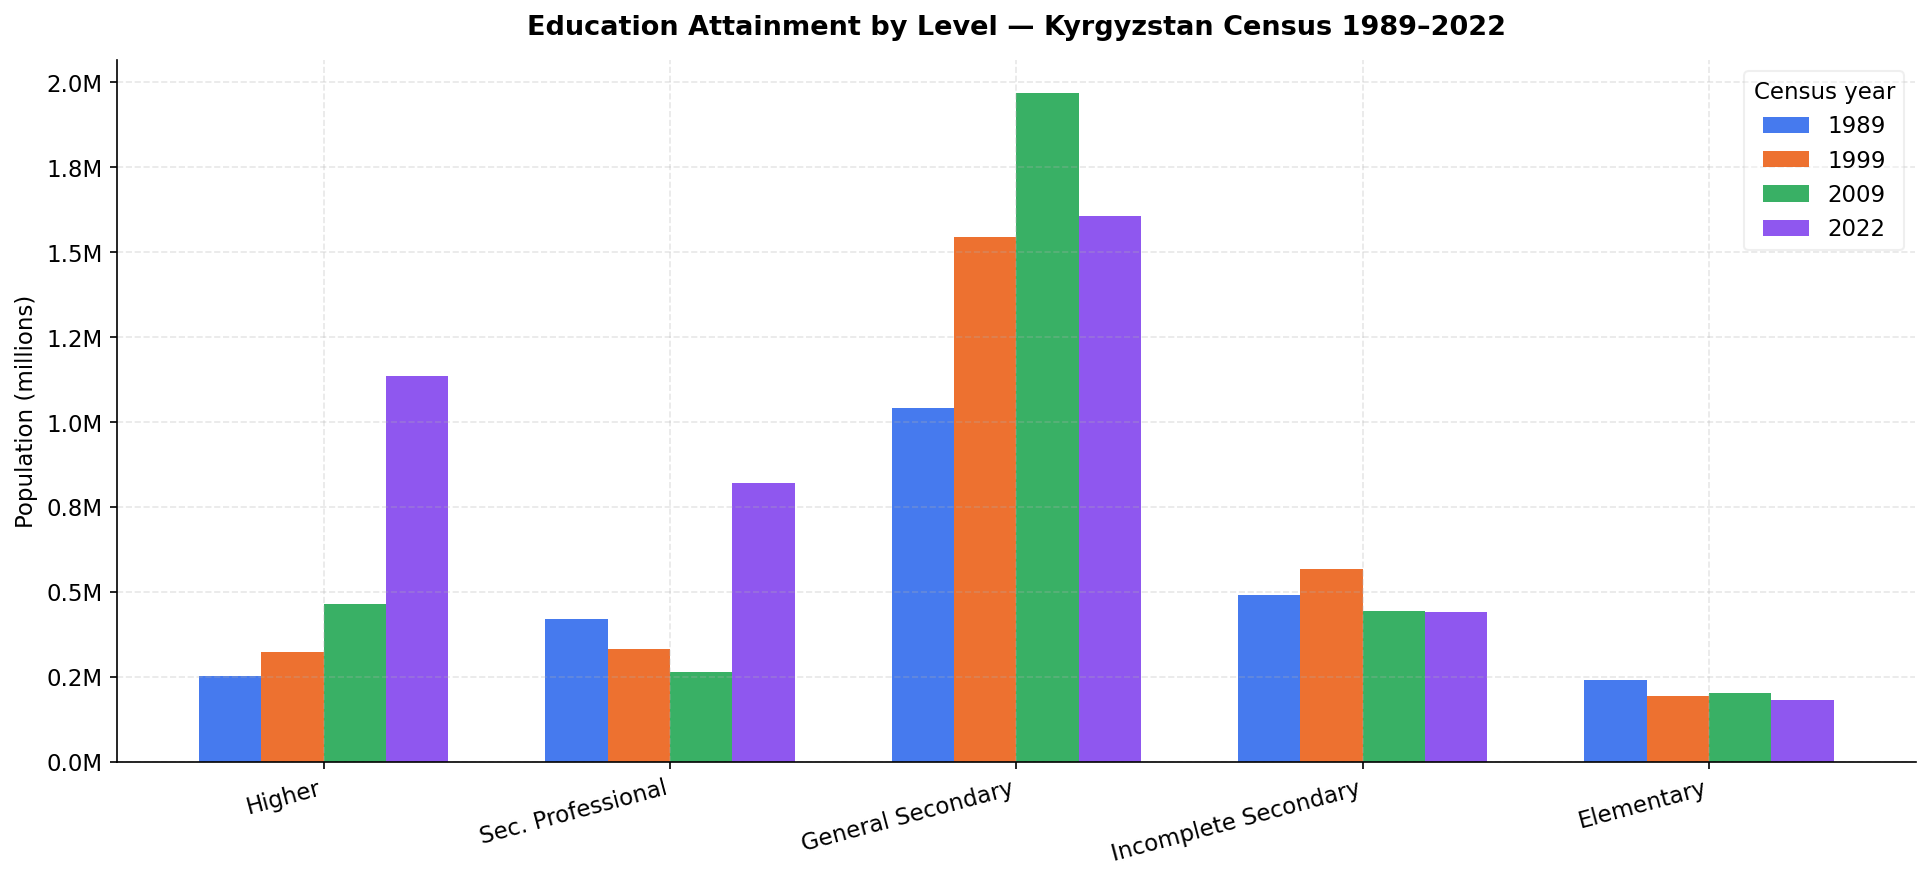 Education Attainment by Level — Kyrgyzstan Census 1989–2022
Population (millions)
2.0M
1.8M
1.5M
1.2M
1.0M
0.8M
0.5M
0.2M
0.0M
Census year
1989
1999
2009
2022
Higher
Sec. Professional
General Secondary
Incomplete Secondary
Elementary